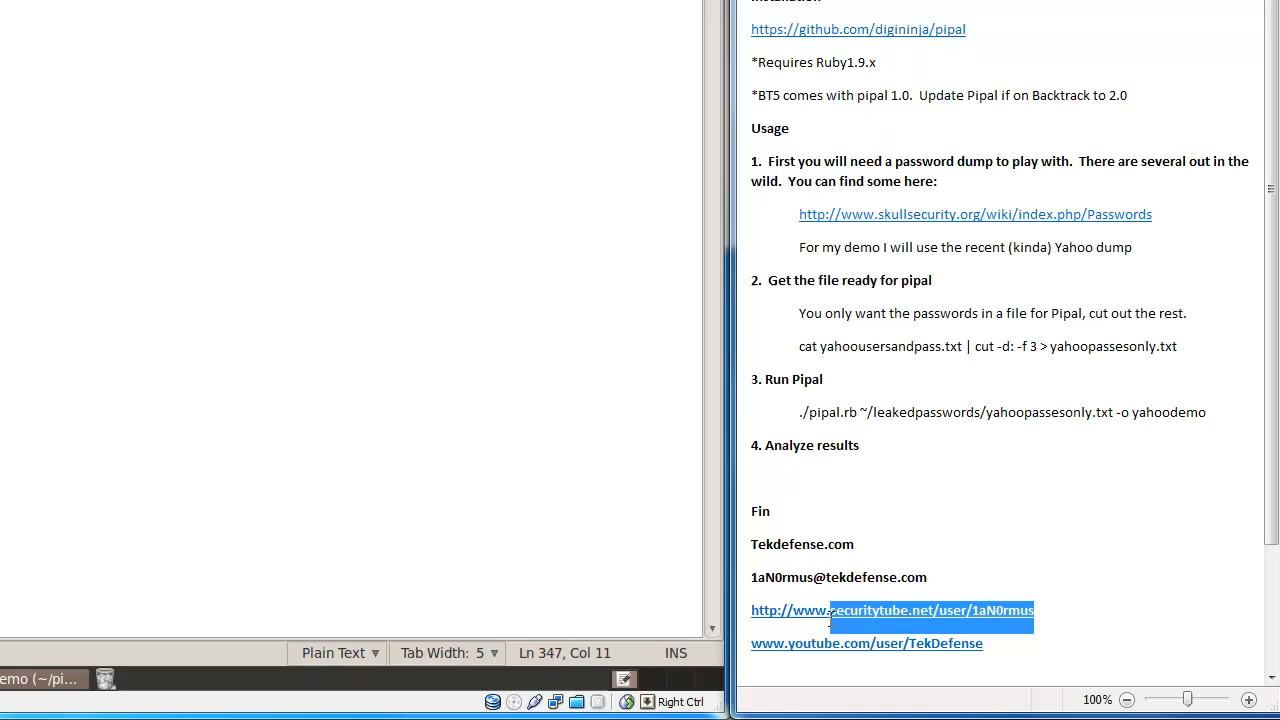 https://github.com/digininja/pipal
*Requires Ruby1.9.x
*BT5 comes with pipal 1.0.  Update Pipal if on Backtrack to 2.0
Usage
1.  First you will need a password dump to play with.  There are several out in the
wild.  You can find some here:
http://www.skullsecurity.org/wiki/index.php/Passwords
For my demo I will use the recent (kinda) Yahoo dump
2.  Get the file ready for pipal
You only want the passwords in a file for Pipal, cut out the rest.
cat yahoousersandpass.txt | cut -d: -f 3 > yahoopassesonly.txt
3. Run Pipal
./pipal.rb ~/leakedpasswords/yahoopassesonly.txt -o yahoodemo
4. Analyze results
Fin
Tekdefense.com
1aN0rmus@tekdefense.com
http://www.securitytube.net/user/1aN0rmus
www.youtube.com/user/TekDefense
Plain Text Tab Width: 5 Ln 347, Col 11 INS
emo (~/pi...
Right Ctrl
100%